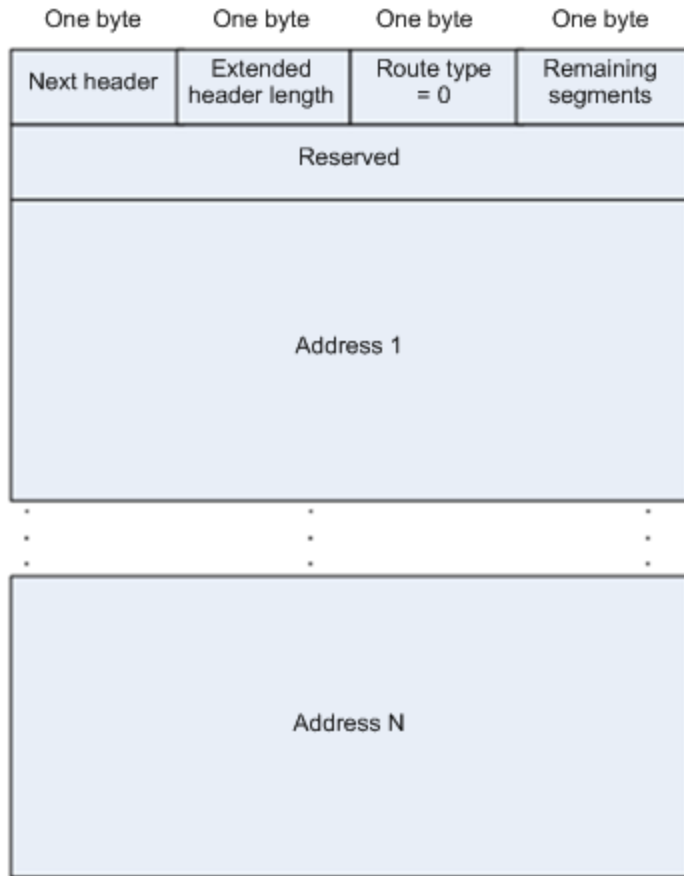 One byte One byte One byte One byte
Next header Extended header length Route type = 0 Remaining segments
Reserved
Address 1
Address N